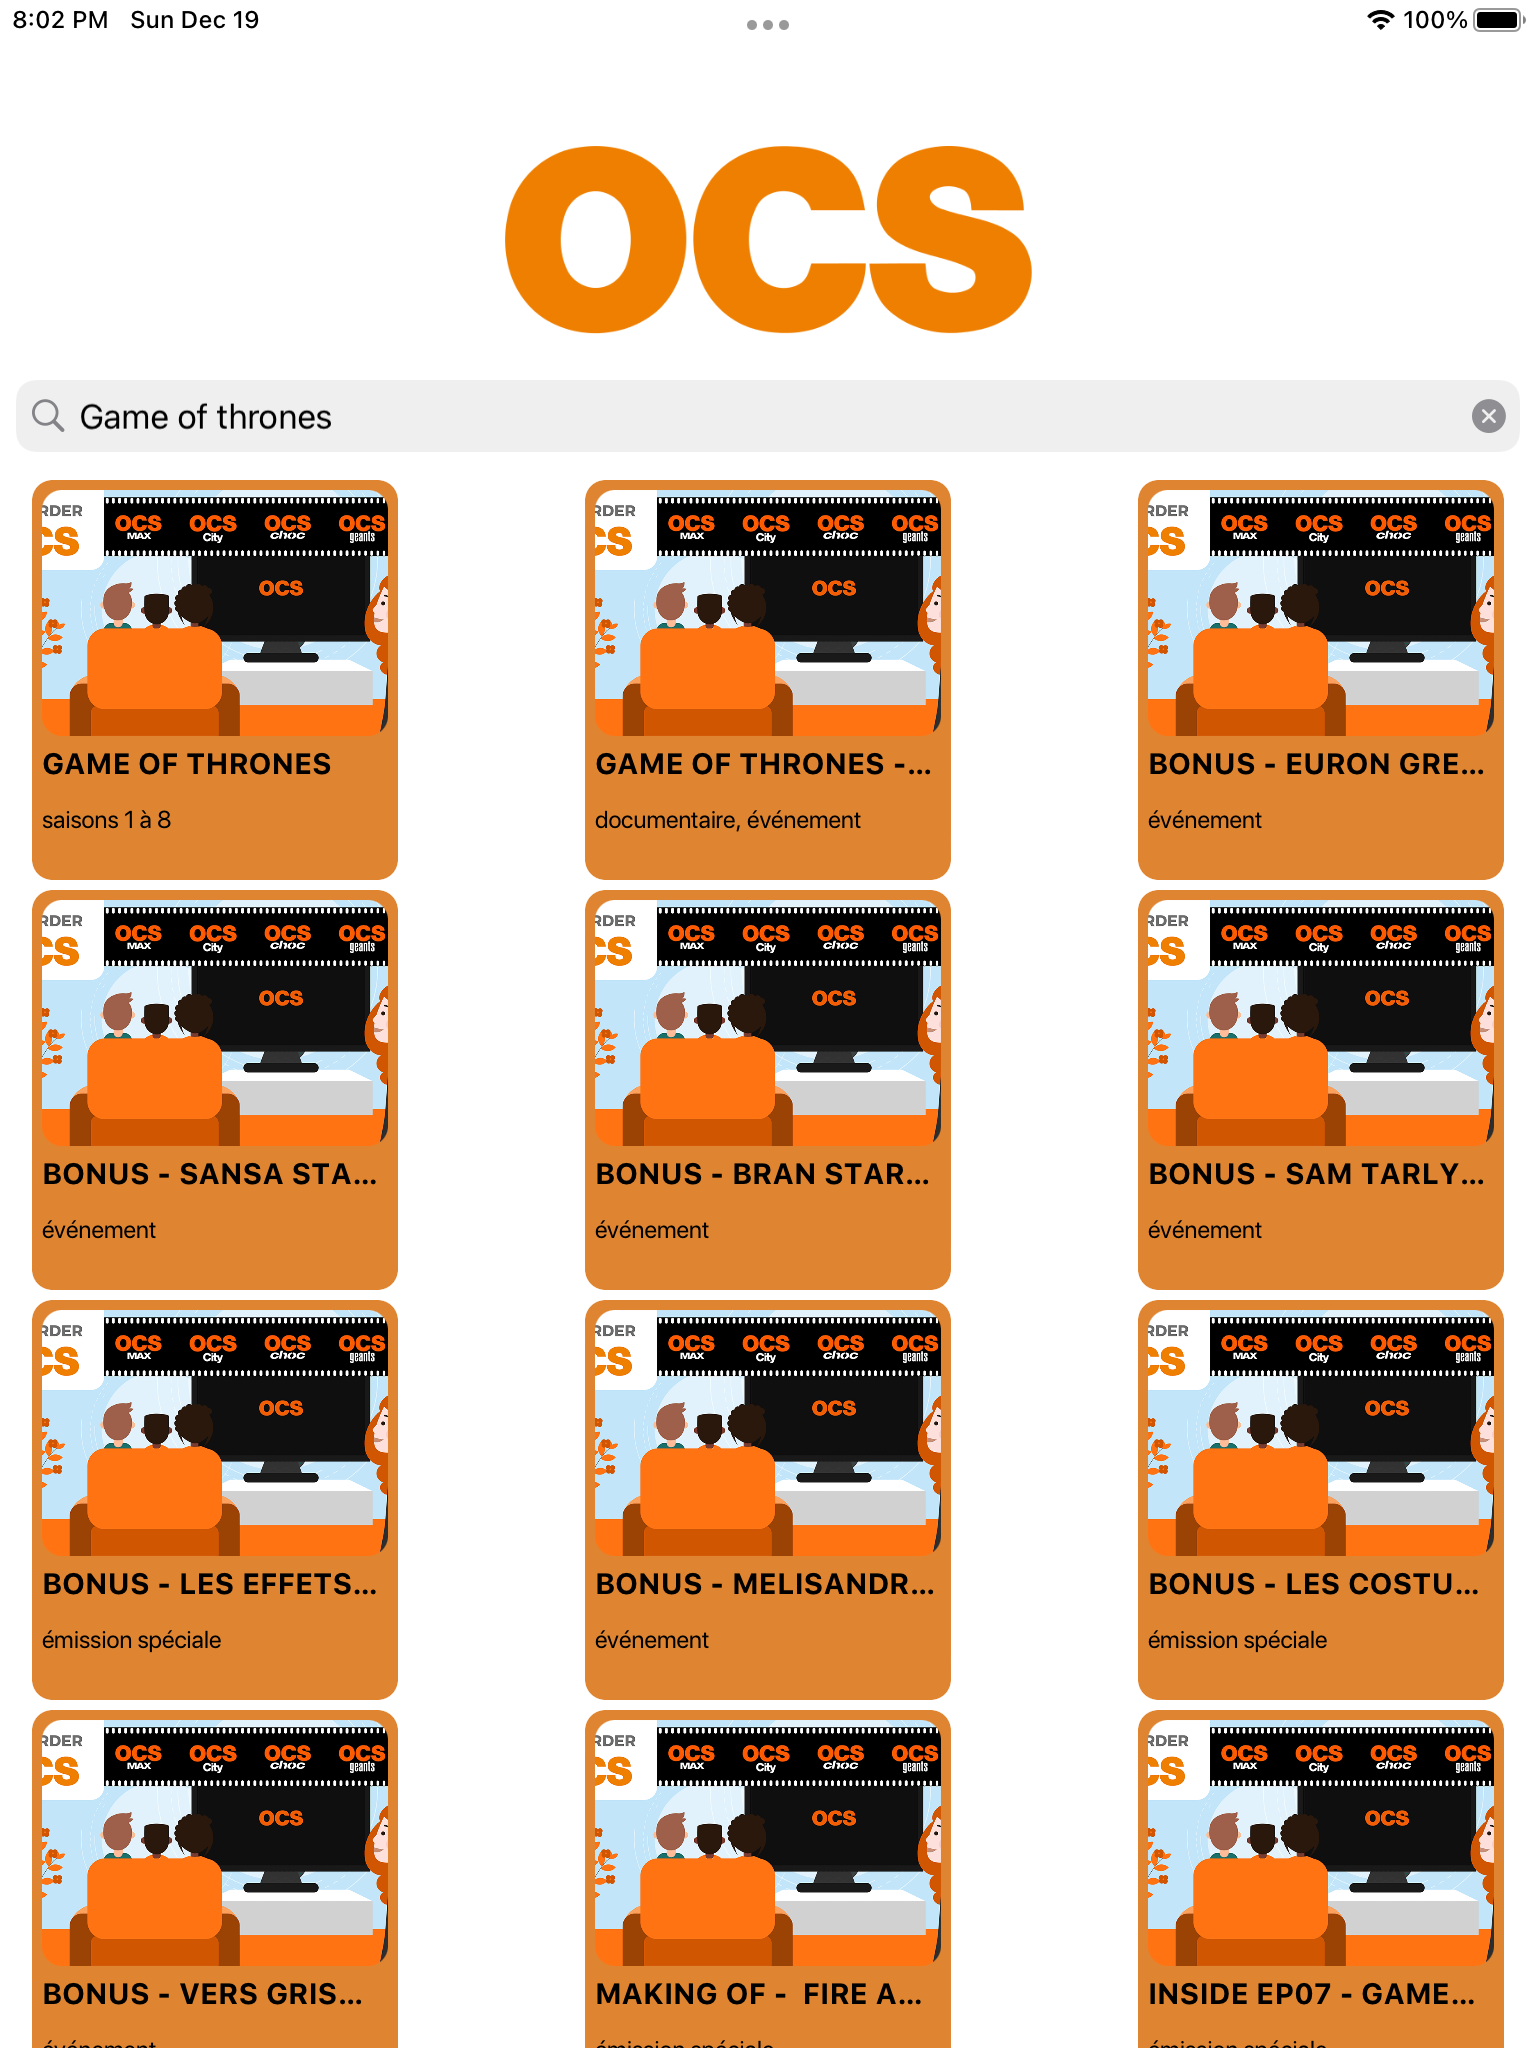 8:02 PM Sun Dec 19 100%
OCS
Game of thrones
RDER OCS OCS OCS OCS
CS MAX City choc geants
OCS
GAME OF THRONES
saisons 1 à 8
RDER OCS OCS OCS OCS
CS MAX City choc geants
OCS
GAME OF THRONES -...
documentaire, événement
RDER OCS OCS OCS OCS
CS MAX City choc geants
OCS
BONUS - EURON GRE...
événement
RDER OCS OCS OCS OCS
CS MAX City choc geants
OCS
BONUS - SANSA STA...
événement
RDER OCS OCS OCS OCS
CS MAX City choc geants
OCS
BONUS - BRAN STAR...
événement
RDER OCS OCS OCS OCS
CS MAX City choc geants
OCS
BONUS - SAM TARLY...
événement
RDER OCS OCS OCS OCS
CS MAX City choc geants
OCS
BONUS - LES EFFETS...
émission spéciale
RDER OCS OCS OCS OCS
CS MAX City choc geants
OCS
BONUS - MELISANDR...
événement
RDER OCS OCS OCS OCS
CS MAX City choc geants
OCS
BONUS - LES COSTU...
émission spéciale
RDER OCS OCS OCS OCS
CS MAX City choc geants
OCS
BONUS - VERS GRIS...
événement
RDER OCS OCS OCS OCS
CS MAX City choc geants
OCS
MAKING OF - FIRE A...
émission spéciale
RDER OCS OCS OCS OCS
CS MAX City choc geants
OCS
INSIDE EP07 - GAME...
émission spéciale